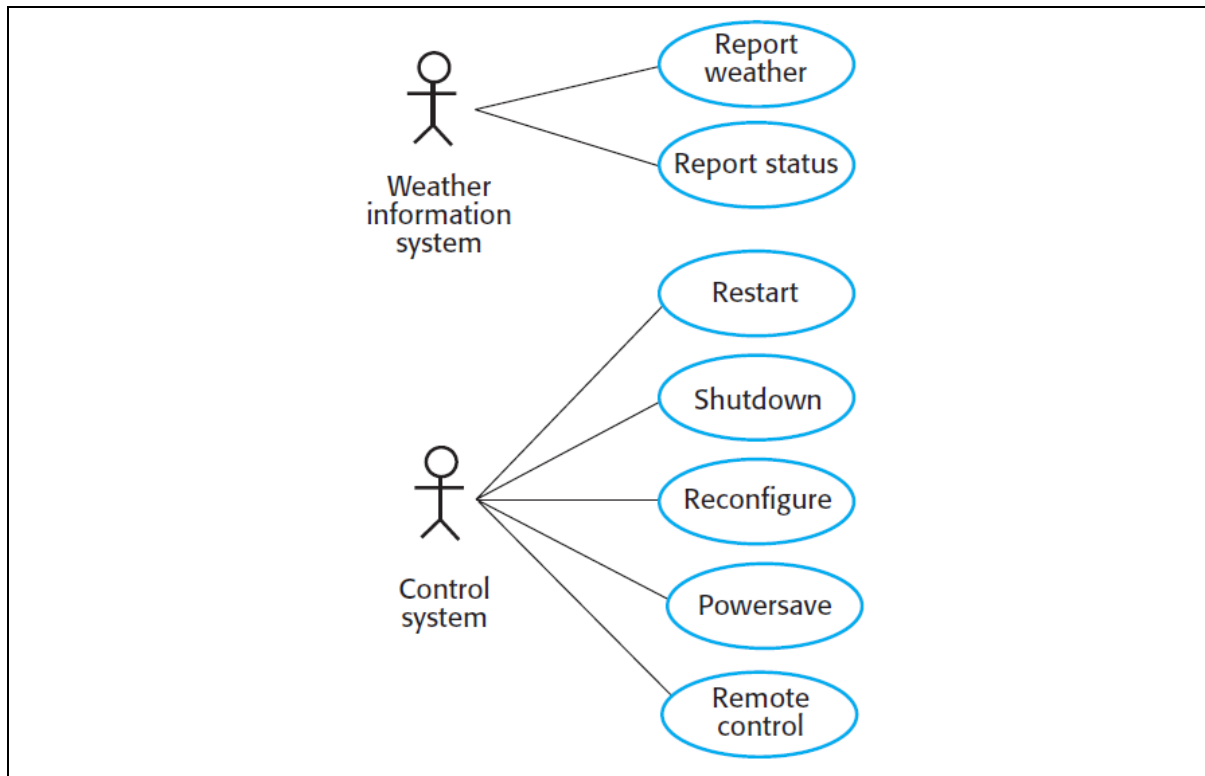 Report
weather
Report status
Weather
information
system
Restart
Shutdown
Reconfigure
Powersave
Remote
control
Control
system